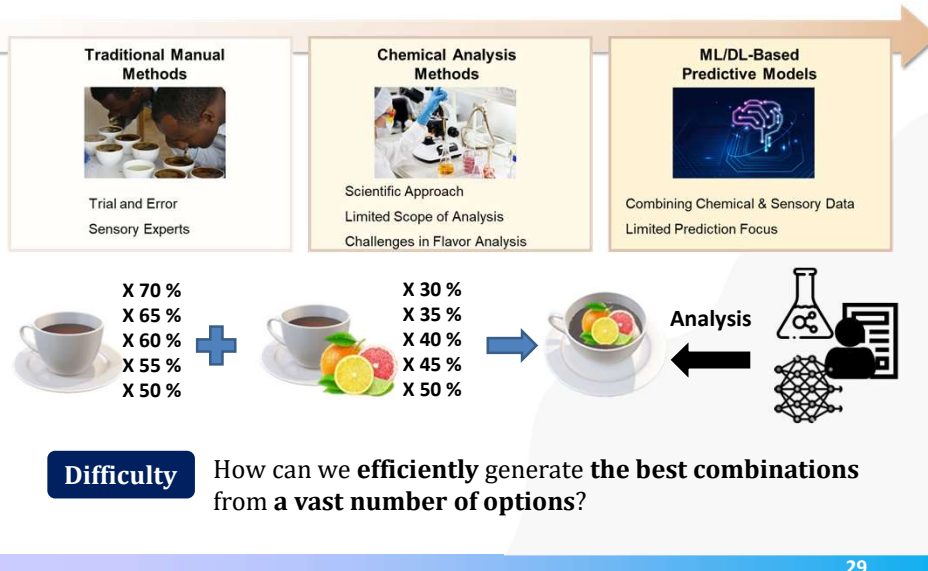 Traditional Manual
Methods
Trial and Error
Sensory Experts
Chemical Analysis
Methods
Scientific Approach
Limited Scope of Analysis
Challenges in Flavor Analysis
ML/DL-Based
Predictive Models
Combining Chemical & Sensory Data
Limited Prediction Focus
X 70 %
X 65 %
X 60 %
X 55 %
X 50 %
X 30 %
X 35 %
X 40 %
X 45 %
X 50 %
Analysis
Difficulty
How can we efficiently generate the best combinations
from a vast number of options?
29